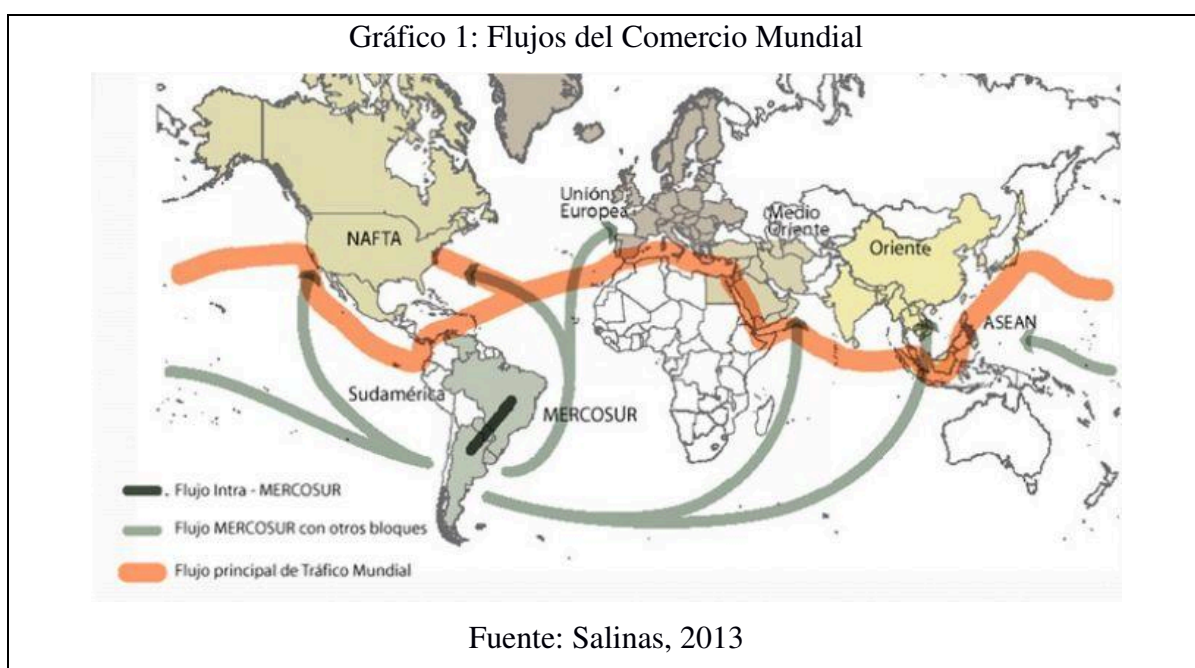 Gráfico 1: Flujos del Comercio Mundial
Unión
Europea
Medio
Oriente
NAFTA
Oriente
ASEAN
Sudamérica
MERCOSUR
Flujo Intra - MERCOSUR
Flujo MERCOSUR con otros bloques
Flujo principal de Tráfico Mundial
Fuente: Salinas, 2013